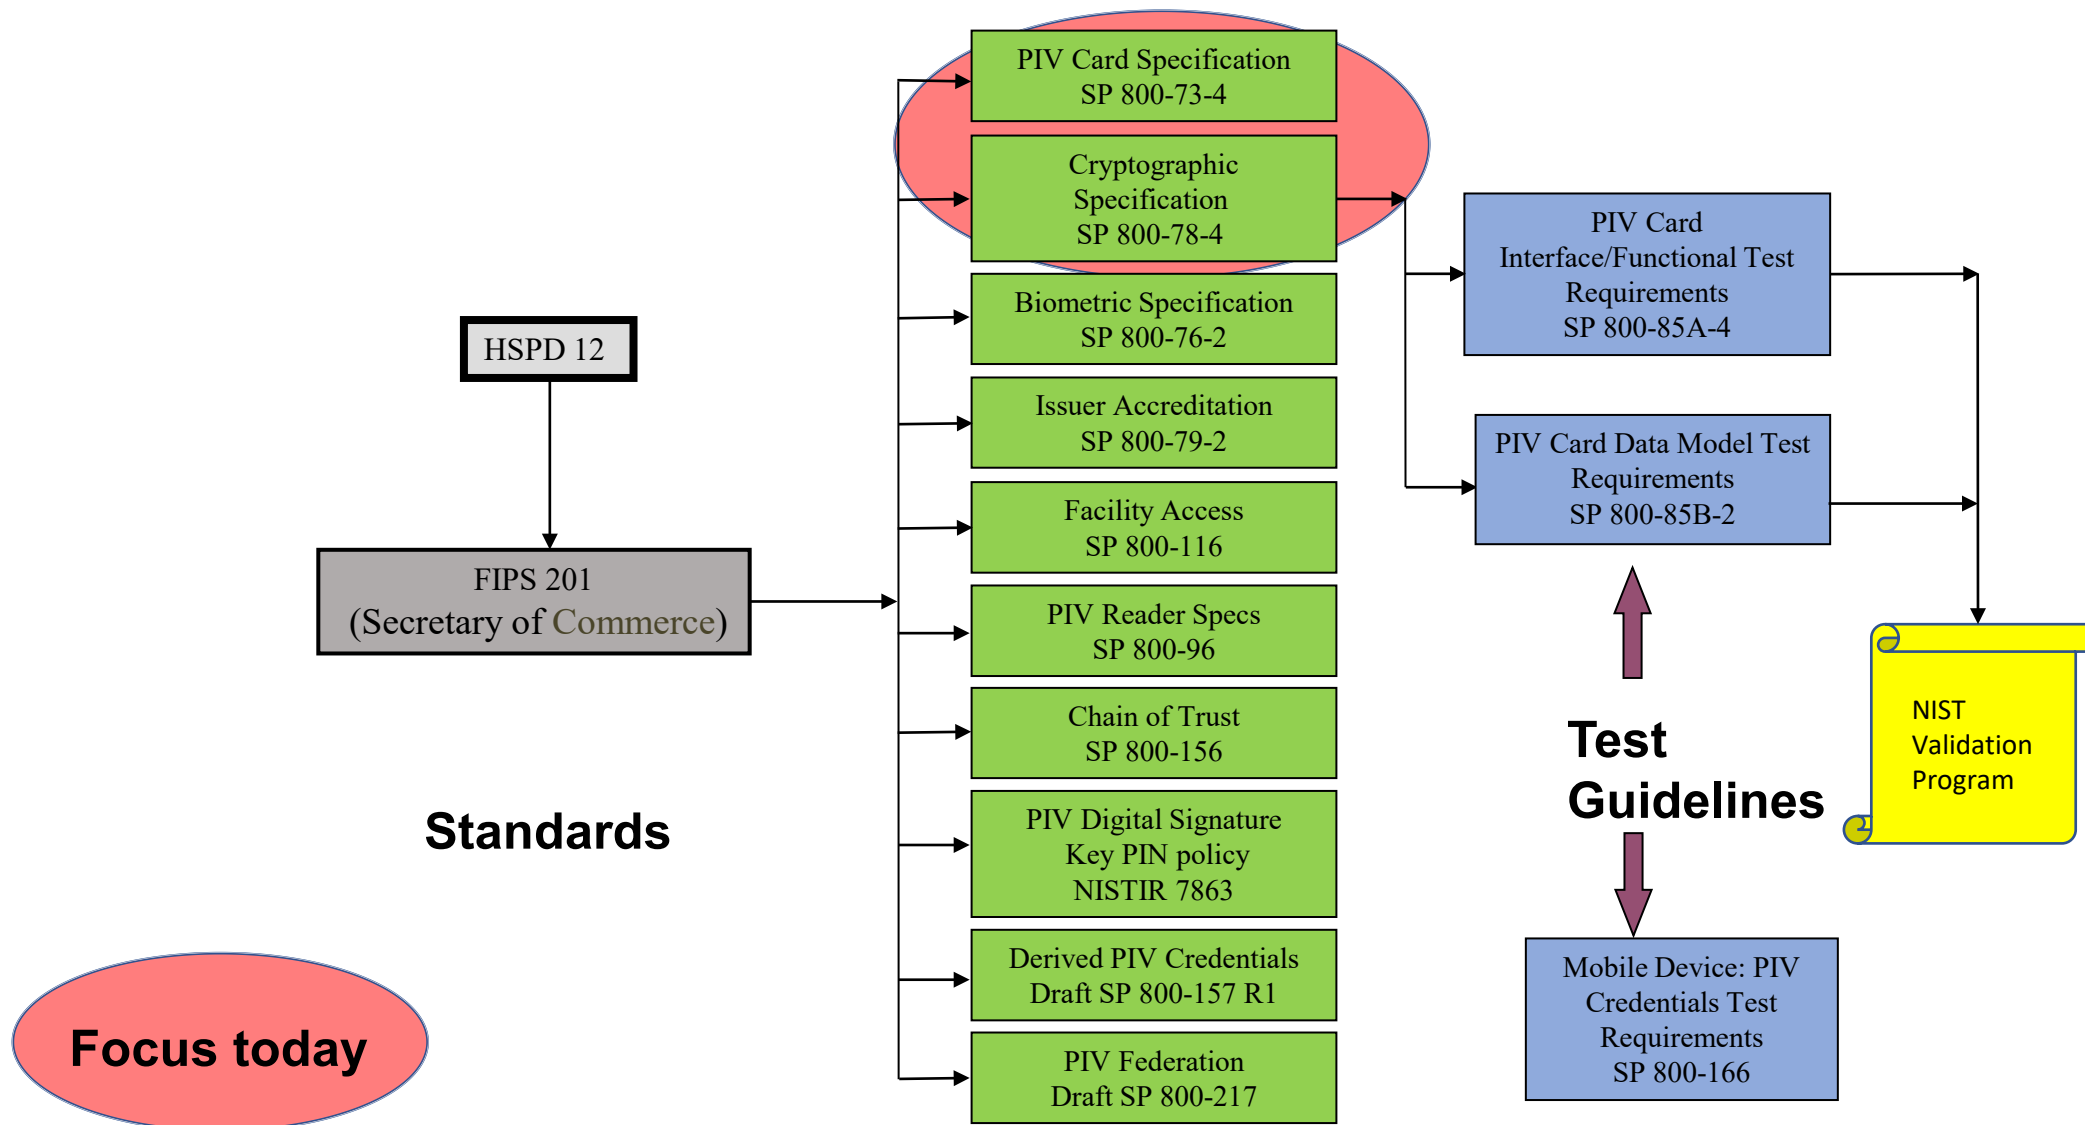 PIV Card Specification
SP 800-73-4
Cryptographic
Specification
SP 800-78-4
Biometric Specification
SP 800-76-2
Issuer Accreditation
SP 800-79-2
Facility Access
SP 800-116
PIV Reader Specs
SP 800-96
Chain of Trust
SP 800-156
PIV Digital Signature
Key PIN policy
NISTIR 7863
Derived PIV Credentials
Draft SP 800-157 R1
PIV Federation
Draft SP 800-217
HSPD 12
FIPS 201
(Secretary of Commerce)
Standards
Focus today
PIV Card
Interface/Functional Test
Requirements
SP 800-85A-4
PIV Card Data Model Test
Requirements
SP 800-85B-2
Test
Guidelines
Mobile Device: PIV
Credentials Test
Requirements
SP 800-166
NIST
Validation
Program